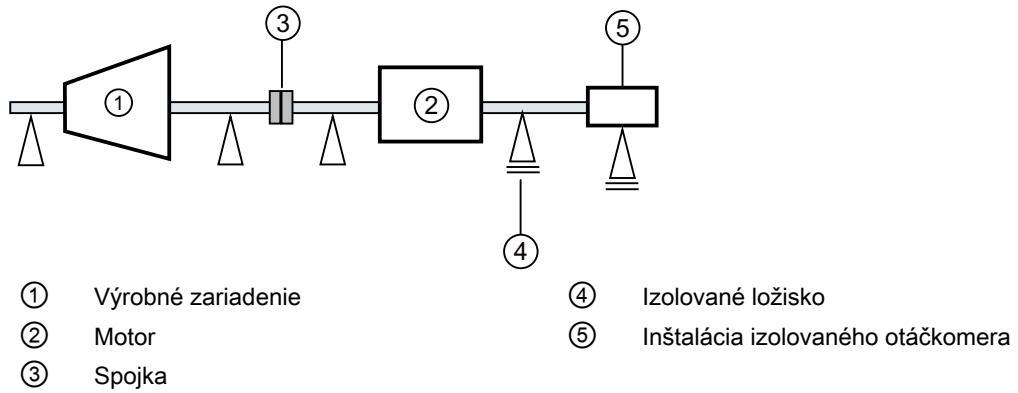 3
5
1
2
4
1 Výrobné zariadenie
2 Motor
3 Spojka
4 Izolované ložisko
5 Inštalácia izolovaného otáčkomera